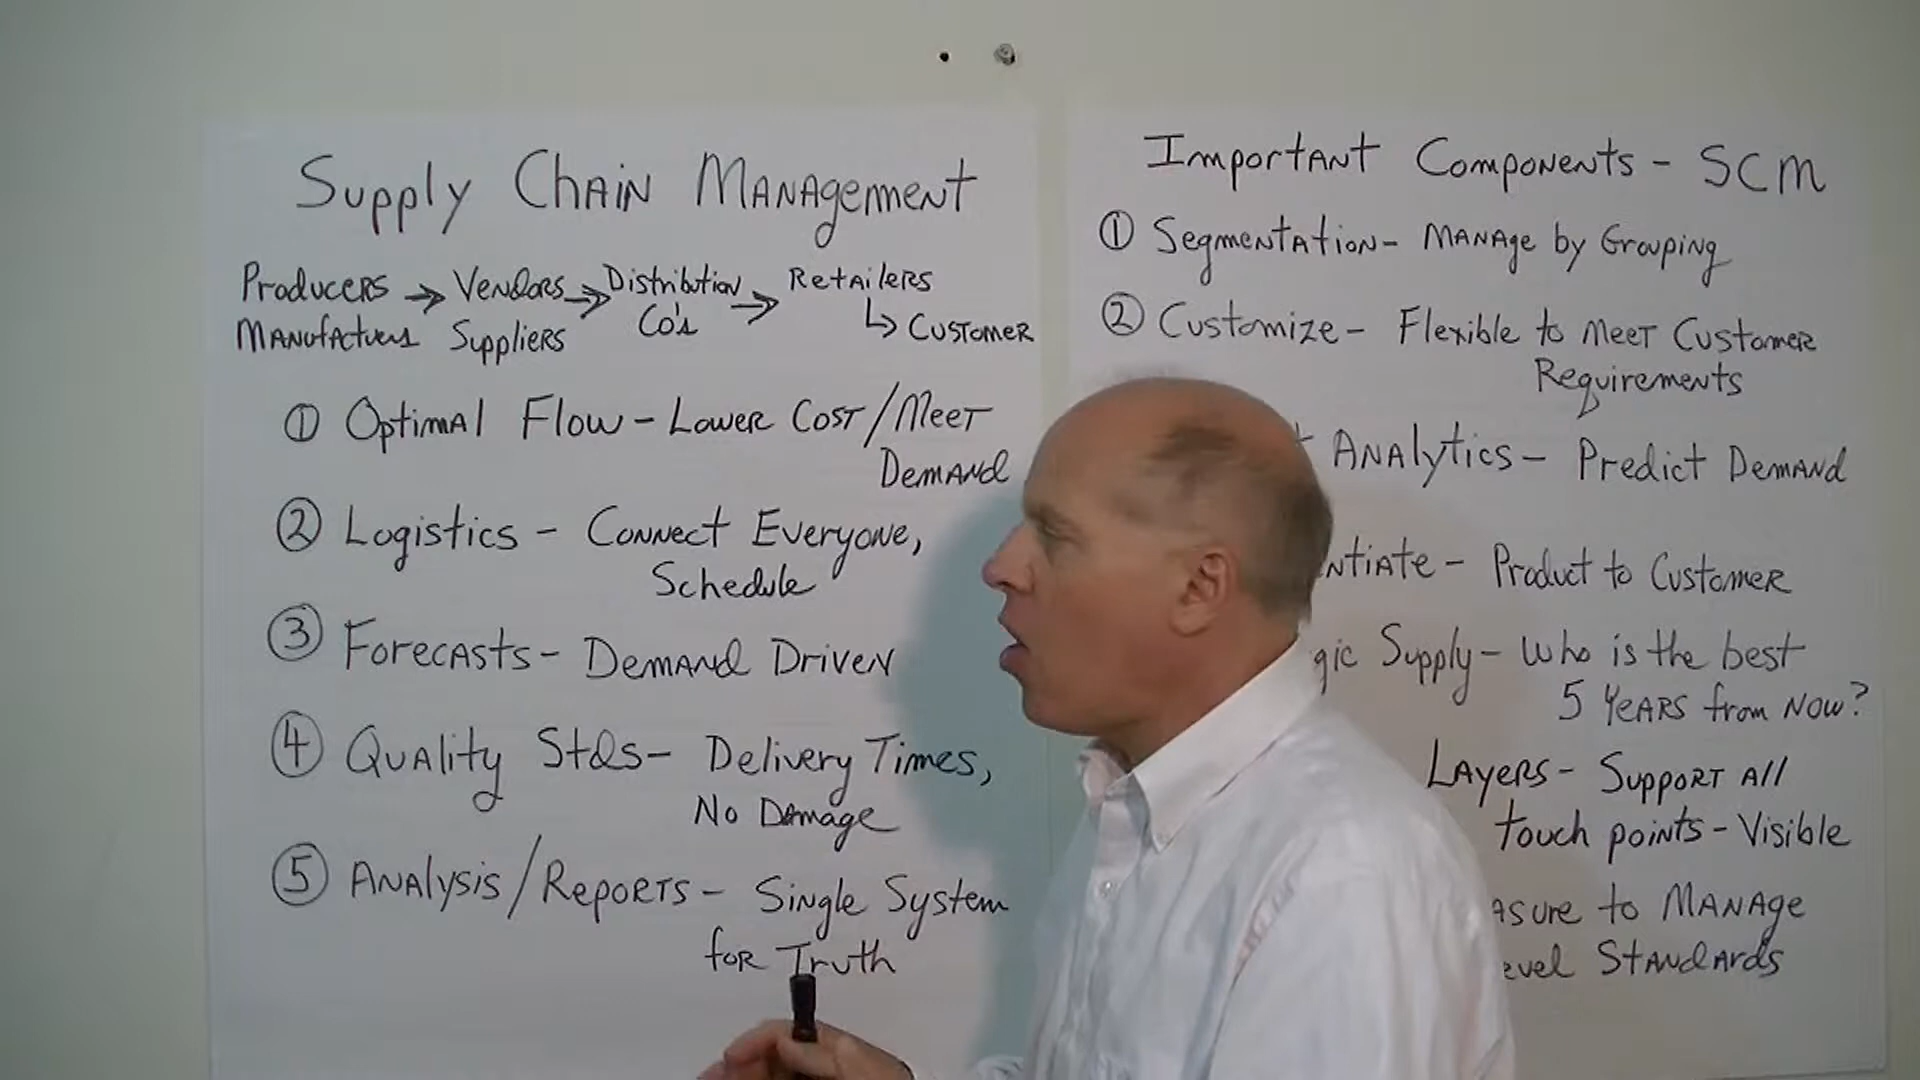 Supply Chain Management
Producers → Vendors → Distribution → Retailers
Manufacturers Suppliers Co's ↳ Customer
① Optimal Flow - Lower Cost / Meet
Demand
② Logistics - Connect Everyone,
Schedule
③ Forecasts - Demand Driven
④ Quality Stds - Delivery Times,
No Damage
⑤ Analysis / Reports - Single System
for Truth
Important Components - SCM
① Segmentation - Manage by Grouping
② Customize - Flexible to Meet Customer
Requirements
Analytics - Predict Demand
ntiate - Product to Customer
gic Supply - Who is the best
5 Years from Now?
Layers - Support all
touch points - Visible
asure to Manage
evel Standards